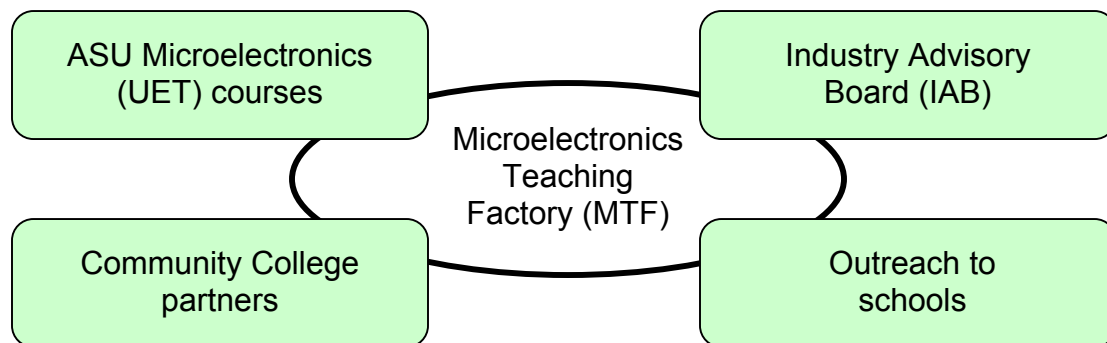 ASU Microelectronics
(UET) courses
Industry Advisory
Board (IAB)
Microelectronics
Teaching
Factory (MTF)
Community College
partners
Outreach to
schools